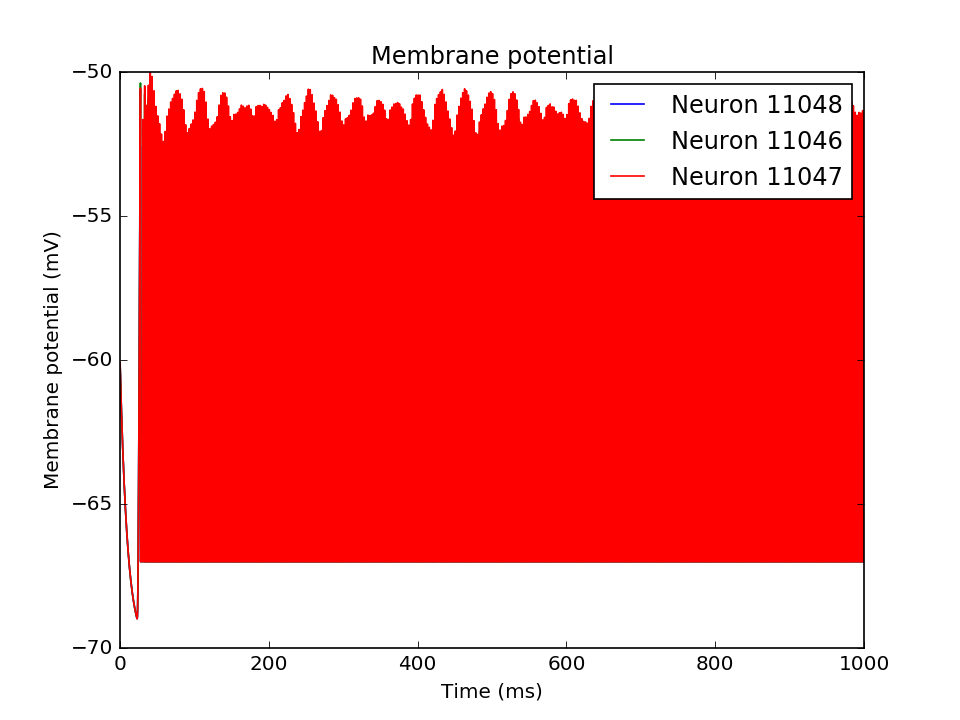 Membrane potential
−50
−55
−60
−65
−70
Membrane potential (mV)
Neuron 11048
Neuron 11046
Neuron 11047
0
200
400
600
800
1000
Time (ms)